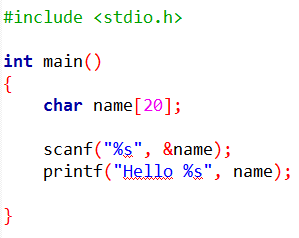 #include <stdio.h>
int main()
{
char name[20];
scanf("%s", &name);
printf("Hello %s", name);
}